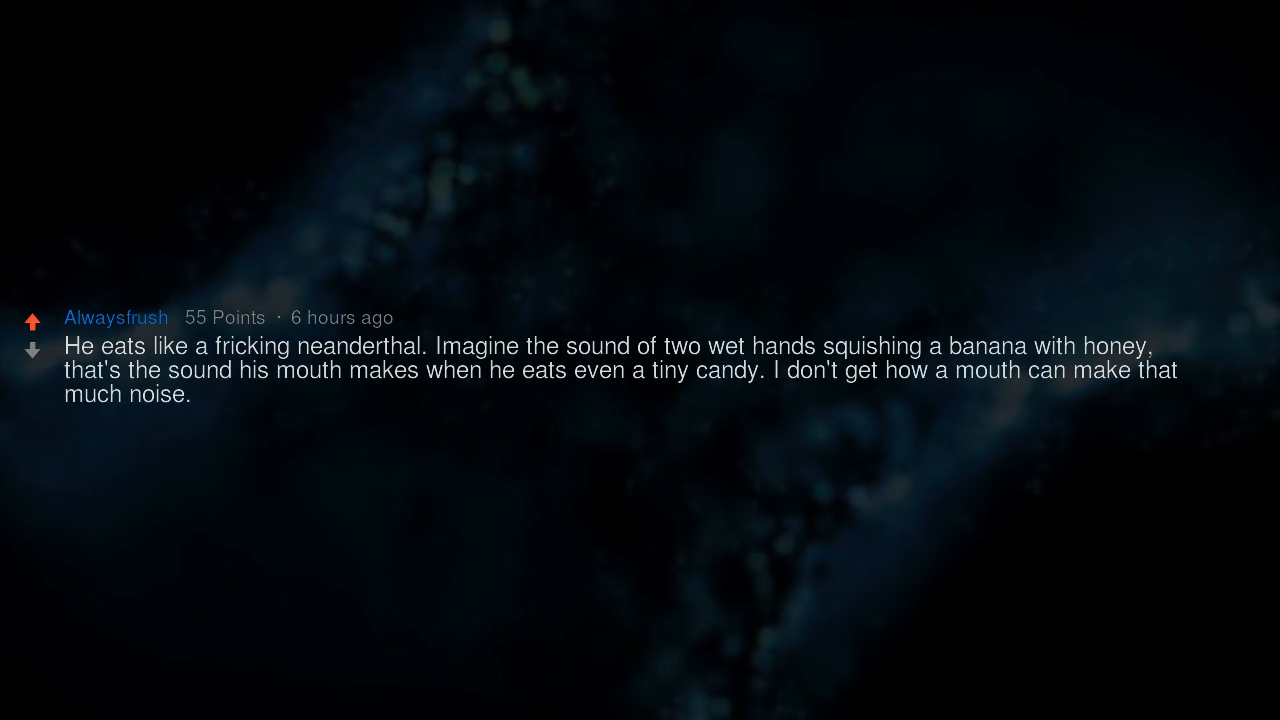 Alwaysfrush 55 Points · 6 hours ago
He eats like a fricking neanderthal. Imagine the sound of two wet hands squishing a banana with honey,
that's the sound his mouth makes when he eats even a tiny candy. I don't get how a mouth can make that
much noise.